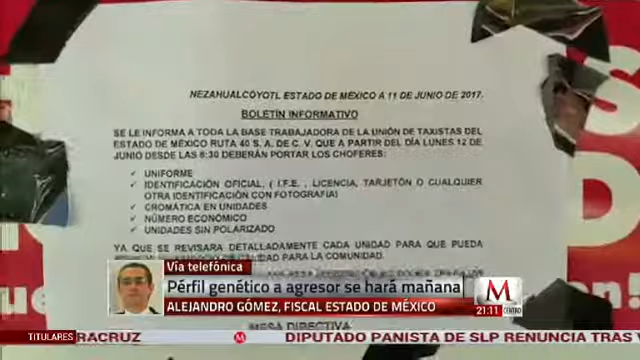 NEZAHUALCOYOTL ESTADO DE MÉXICO A 11 DE JUNIO DE 2017.
BOLETÍN INFORMATIVO
SE LE INFORMA A TODA LA BASE TRABAJADORA DE LA UNIÓN DE TAXISTAS DEL
ESTADO DE MÉXICO RUTA 40 S. A. DE C. V. QUE A PARTIR DEL DÍA LUNES 12 DE
JUNIO DESDE LAS 6:30 DEBERÁN PORTAR LOS CHOFERES:
✓ UNIFORME
✓ IDENTIFICACIÓN OFICIAL, ( I.F.E. , LICENCIA, TARJETÓN O CUALQUIER
OTRA IDENTIFICACIÓN CON FOTOGRAFÍA)
✓ CROMÁTICA EN UNIDADES
✓ NÚMERO ECONÓMICO
✓ UNIDADES SIN POLARIZADO
YA QUE SE REVISARA DETALLADAMENTE CADA UNIDAD PARA QUE PUEDA
CALIDAD PARA LA COMUNIDAD.
MESA DIRECTIVA
Vía telefónica
Pérfil genético a agresor se hará mañana
ALEJANDRO GÓMEZ, FISCAL ESTADO DE MÉXICO
M
21:11 CENTRO
TITULARES
RACRUZ
DIPUTADO PANISTA DE SLP RENUNCIA TRAS